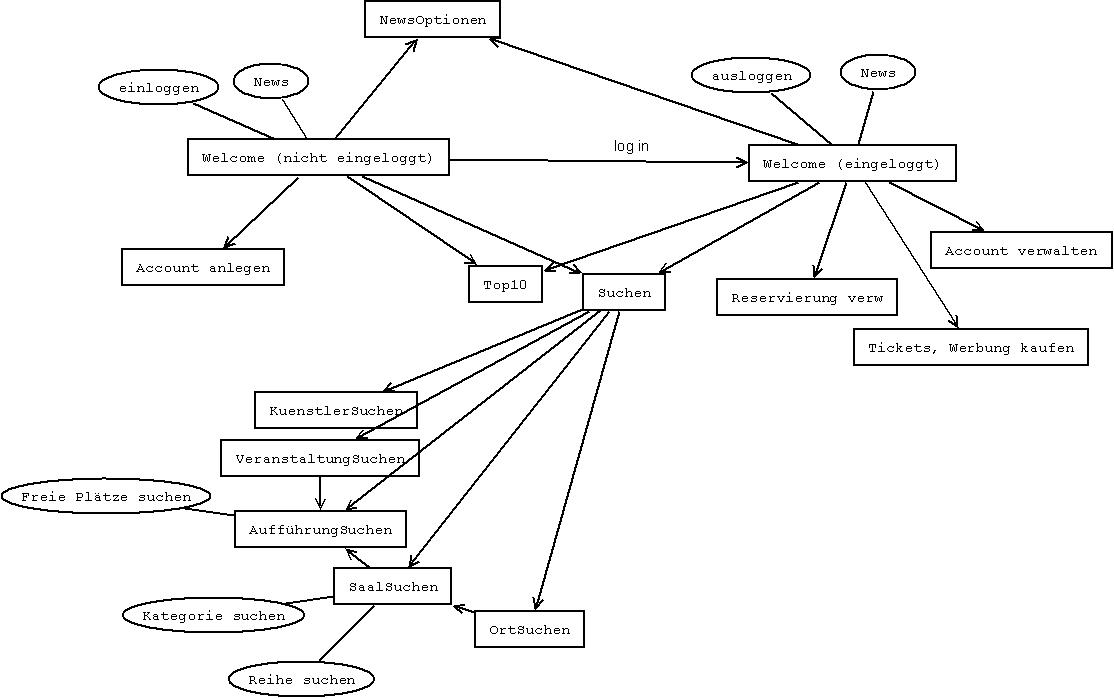 NewsOptionen
einloggen
News
ausloggen
News
Welcome (nicht eingeloggt)
log in
Welcome (eingeloggt)
Account anlegen
Top10
Suchen
Reservierung verw
Account verwalten
Tickets, Werbung kaufen
KuenstlerSuchen
VeranstaltungSuchen
Freie Plätze suchen
AufführungSuchen
SaalSuchen
Kategorie suchen
OrtSuchen
Reihe suchen